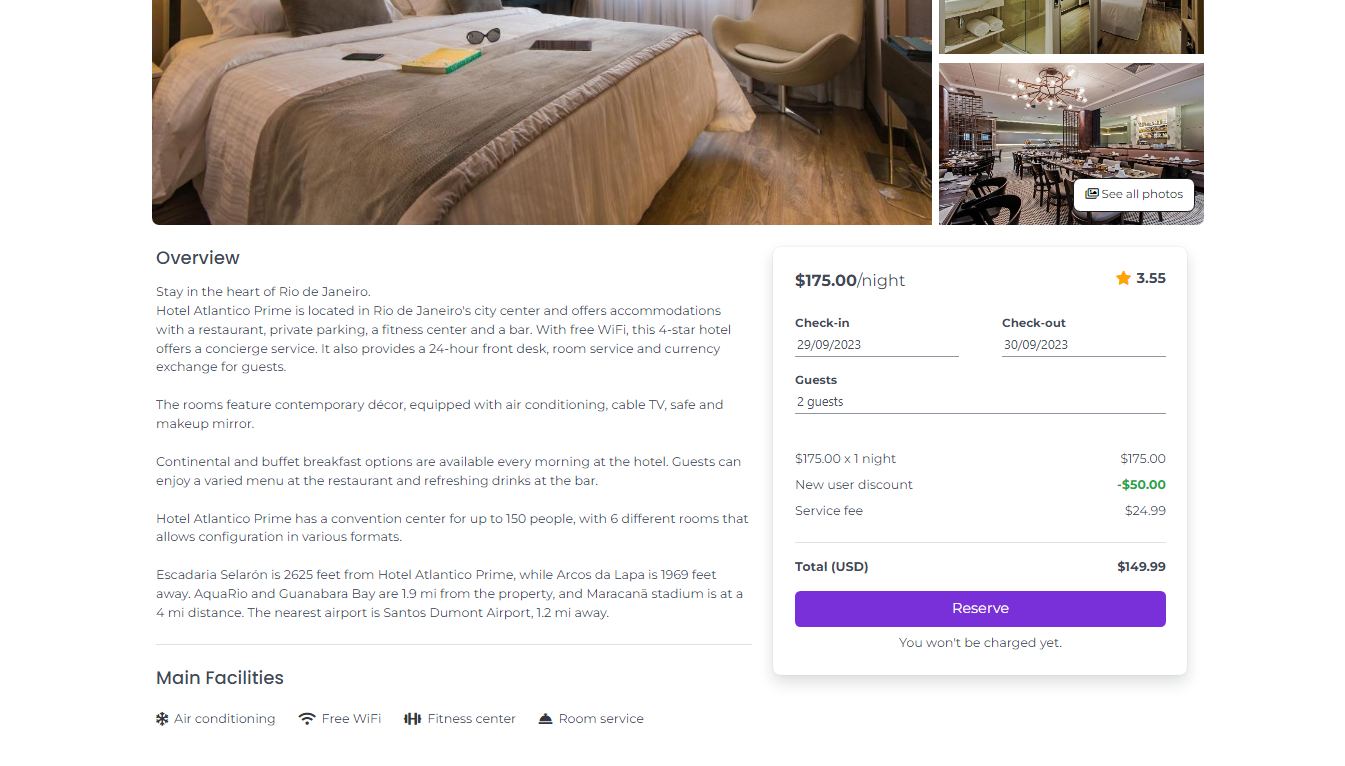 See all photos
Overview
Stay in the heart of Rio de Janeiro.
Hotel Atlantico Prime is located in Rio de Janeiro's city center and offers accommodations
with a restaurant, private parking, a fitness center and a bar. With free WiFi, this 4-star hotel
offers a concierge service. It also provides a 24-hour front desk, room service and currency
exchange for guests.
The rooms feature contemporary décor, equipped with air conditioning, cable TV, safe and
makeup mirror.
Continental and buffet breakfast options are available every morning at the hotel. Guests can
enjoy a varied menu at the restaurant and refreshing drinks at the bar.
Hotel Atlantico Prime has a convention center for up to 150 people, with 6 different rooms that
allows configuration in various formats.
Escadaria Selarón is 2625 feet from Hotel Atlantico Prime, while Arcos da Lapa is 1969 feet
away. AquaRio and Guanabara Bay are 1.9 mi from the property, and Maracanã stadium is at a
4 mi distance. The nearest airport is Santos Dumont Airport, 1.2 mi away.
Main Facilities
Air conditioning Free WiFi Fitness center Room service
$175.00/night 3.55
Check-in Check-out
29/09/2023 30/09/2023
Guests
2 guests
$175.00 x 1 night $175.00
New user discount -$50.00
Service fee $24.99
Total (USD) $149.99
Reserve
You won't be charged yet.